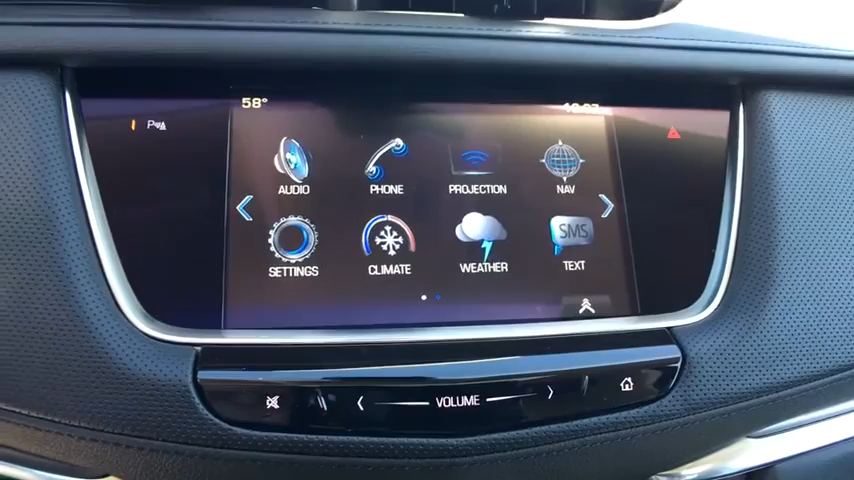 58°
AUDIO PHONE PROJECTION NAV
SMS
SETTINGS CLIMATE WEATHER TEXT
VOLUME